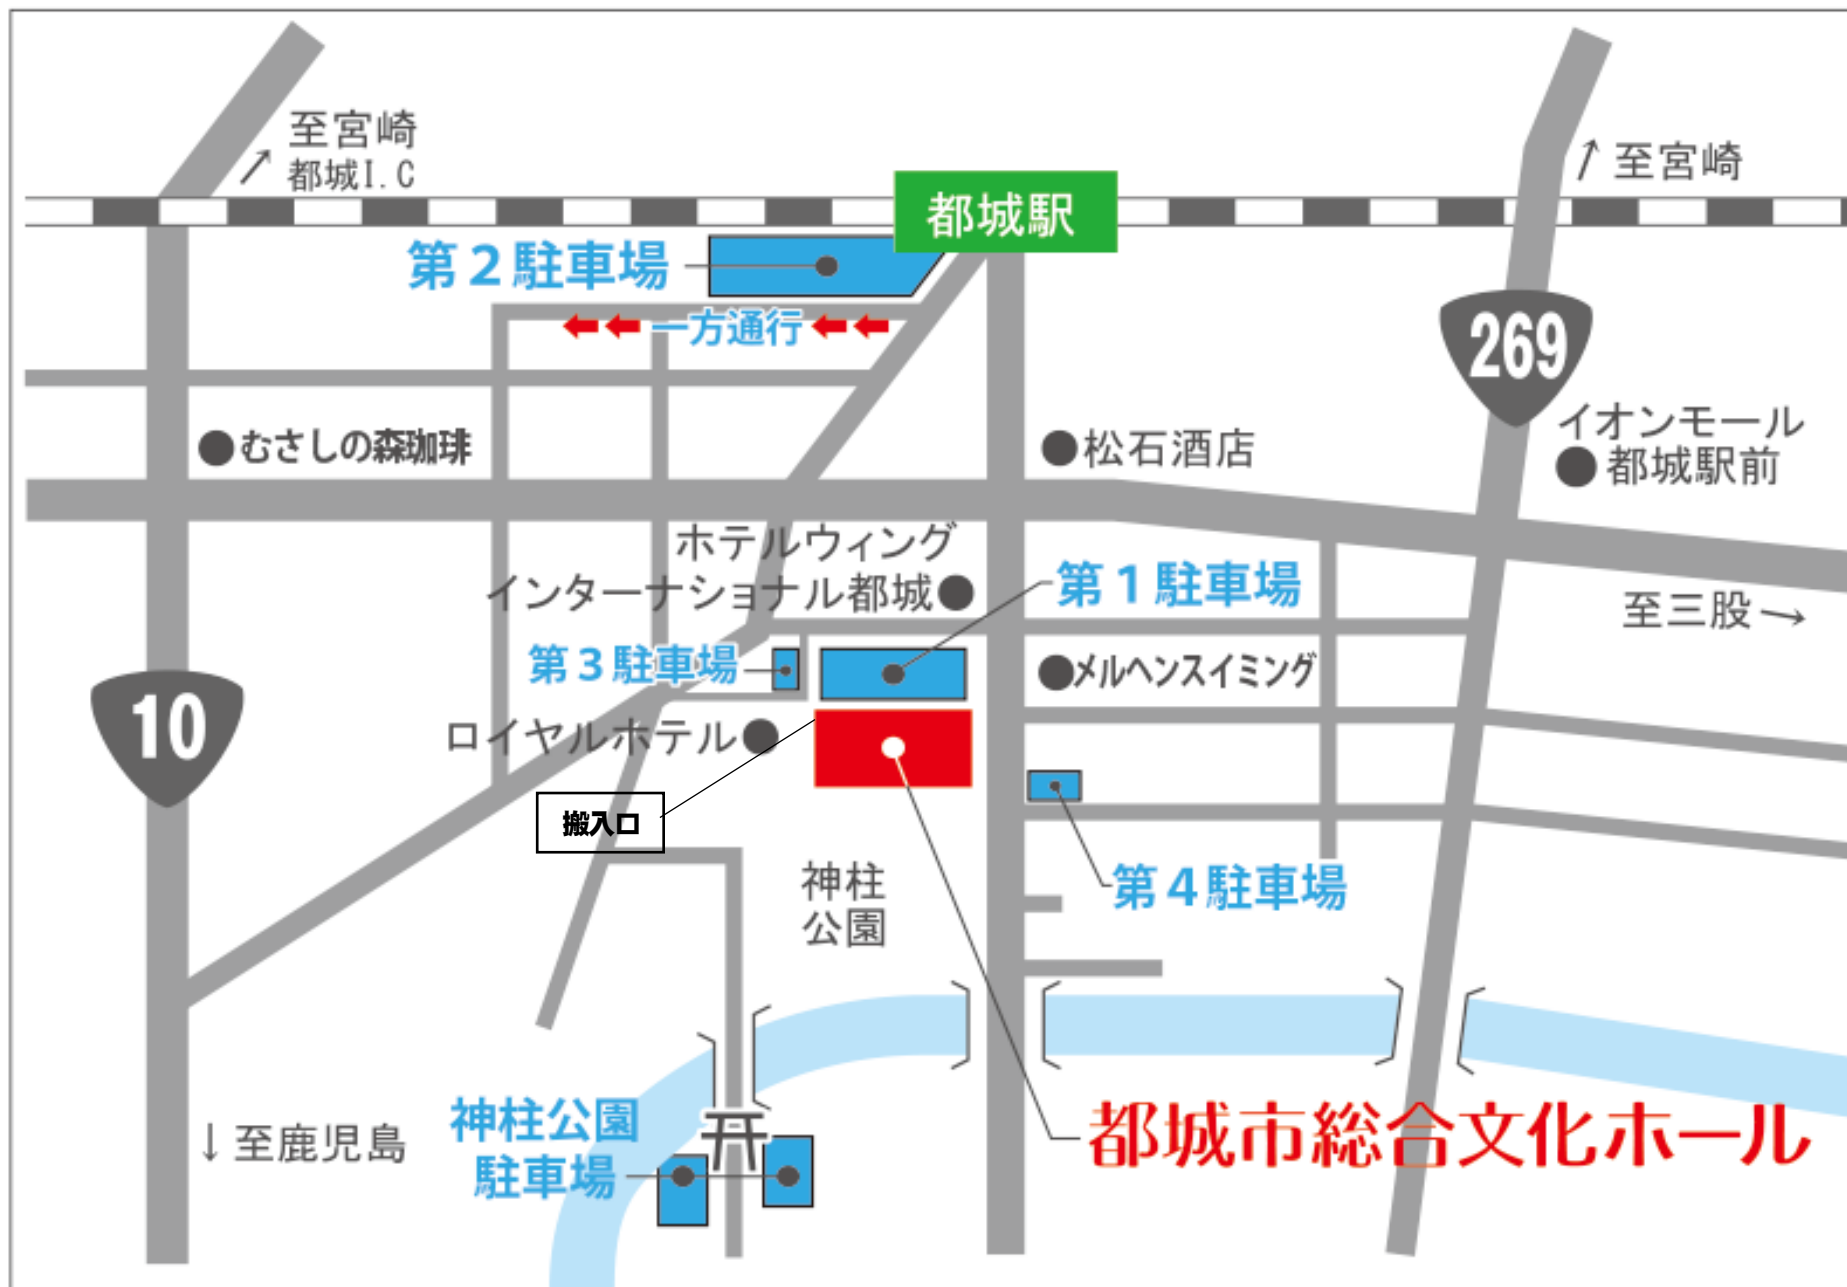 至宮崎
都城I.C
至宮崎
都城駅
第2駐車場
一方通行
269
イオンモール
都城駅前
むさしの森珈琲
松石酒店
ホテルウィング
インターナショナル都城
第1駐車場
至三股→
第3駐車場
メルヘンスイミング
10
ロイヤルホテル
搬入口
神柱
公園
第4駐車場
↓至鹿児島
神柱公園
駐車場
都城市総合文化ホール